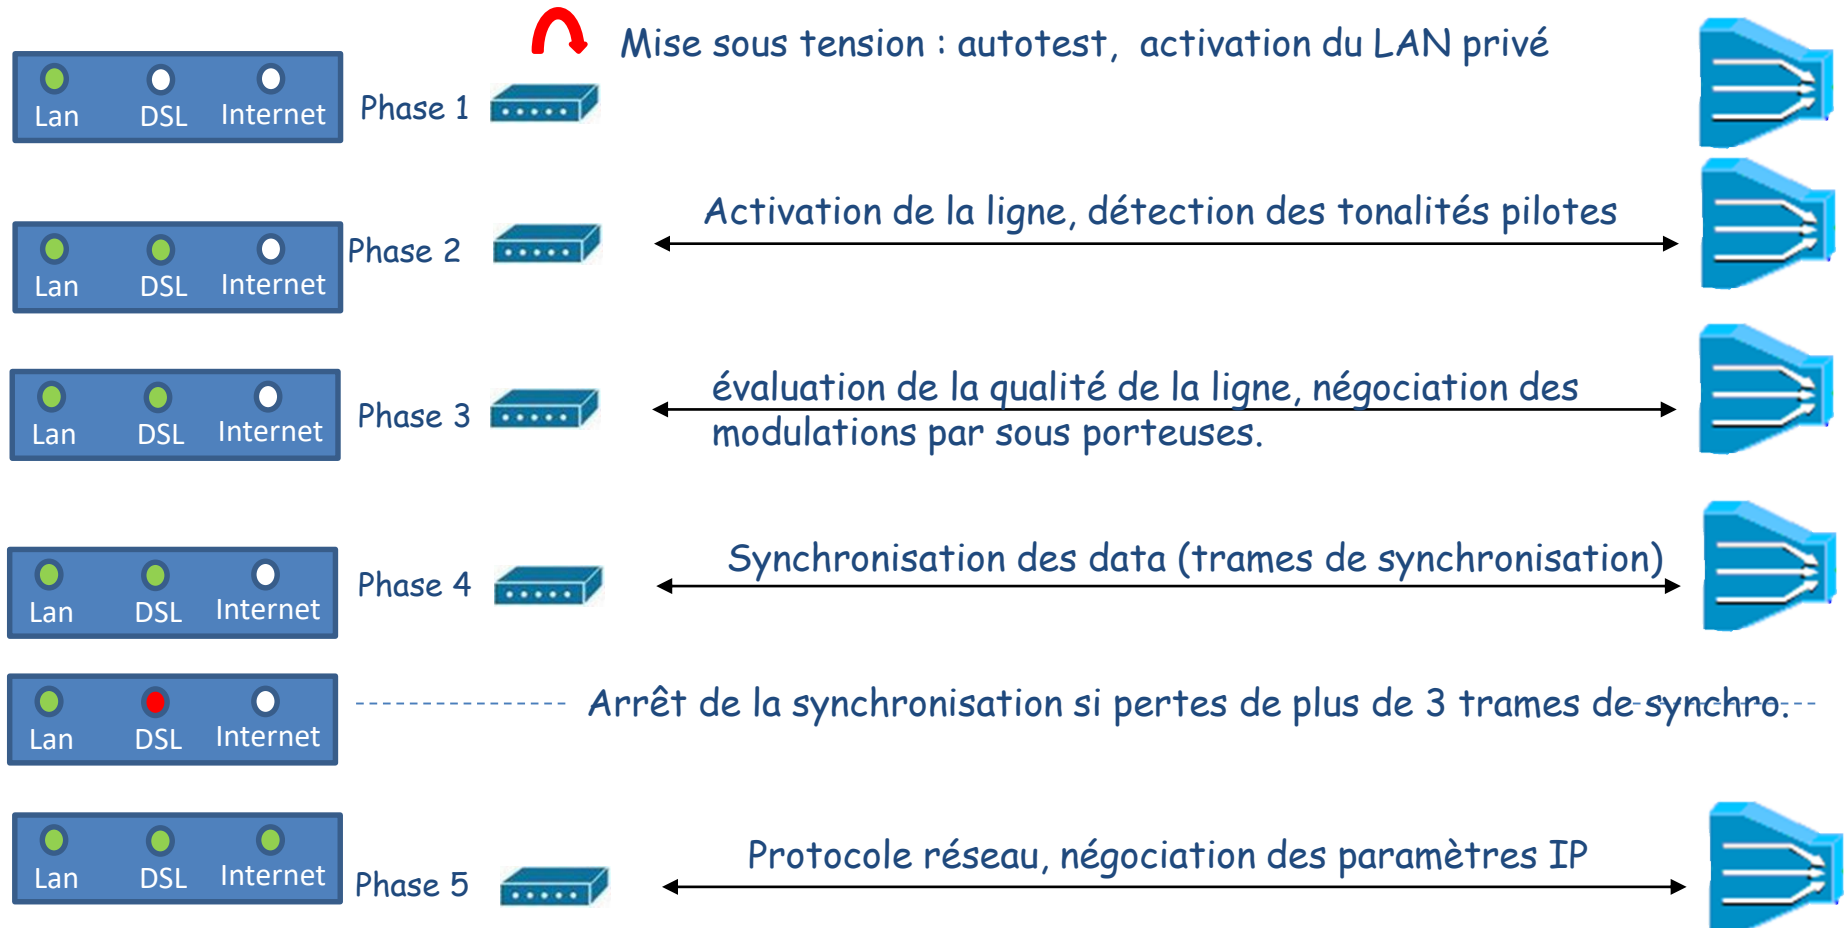 Mise sous tension : autotest, activation du LAN privé
Lan DSL Internet
Phase 1
Activation de la ligne, détection des tonalités pilotes
Lan DSL Internet
Phase 2
évaluation de la qualité de la ligne, négociation des
modulations par sous porteuses.
Lan DSL Internet
Phase 3
Synchronisation des data (trames de synchronisation)
Lan DSL Internet
Phase 4
Arrêt de la synchronisation si pertes de plus de 3 trames de synchro.
Lan DSL Internet
Protocole réseau, négociation des paramètres IP
Lan DSL Internet
Phase 5